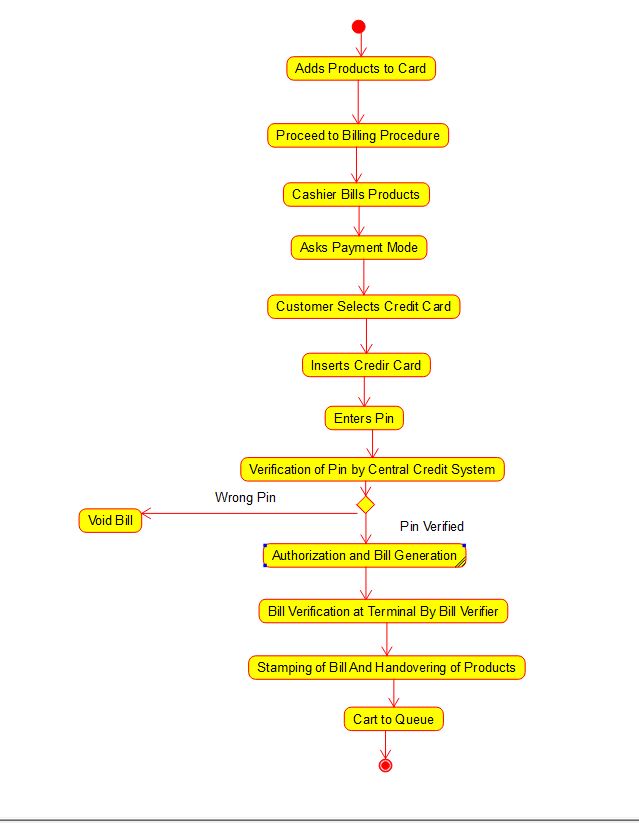 Adds Products to Card
Proceed to Billing Procedure
Cashier Bills Products
Asks Payment Mode
Customer Selects Credit Card
Inserts Credir Card
Enters Pin
Verification of Pin by Central Credit System
Wrong Pin
Void Bill
Pin Verified
Authorization and Bill Generation
Bill Verification at Terminal By Bill Verifier
Stamping of Bill And Handovering of Products
Cart to Queue